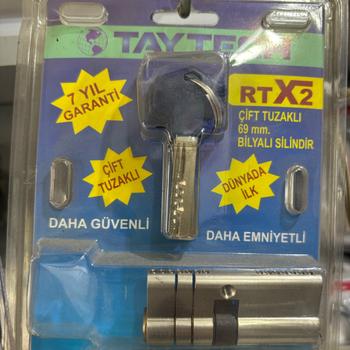 TAYTECH
7 YIL
GARANTİ
RTX2
ÇİFT TUZAKLI
69 mm.
BİLYALI SİLİNDİR
ÇİFT
TUZAKLI
DÜNYADA
İLK
DAHA GÜVENLİ
DAHA EMNİYETLİ